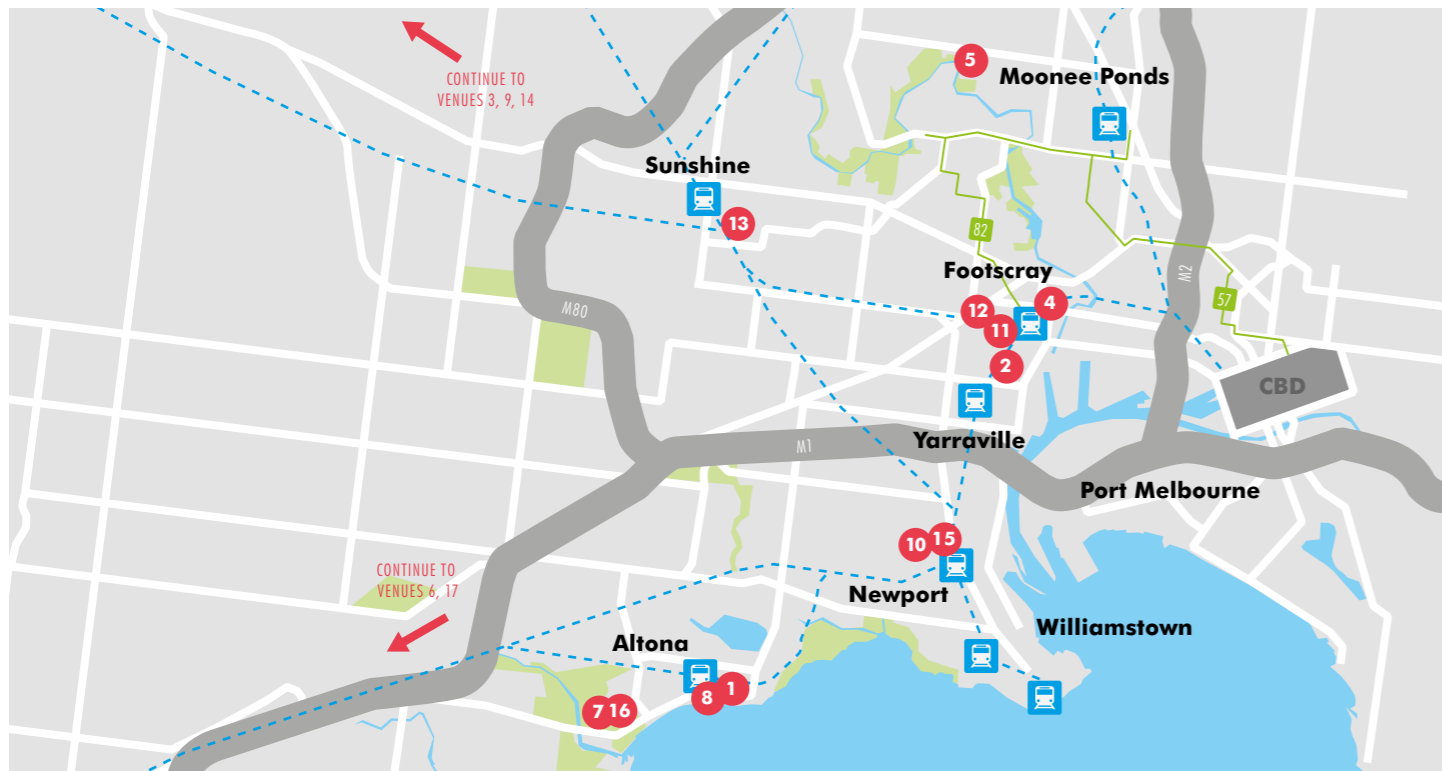 CONTINUE TO
VENUES 3, 9, 14
5
Moonee Ponds
Sunshine
13
82
M2
Footscray
4
12
11
57
M80
2
CBD
Yarraville
M1
Port Melbourne
10
15
CONTINUE TO
VENUES 6, 17
Newport
Williamstown
Altona
1
8
7
16